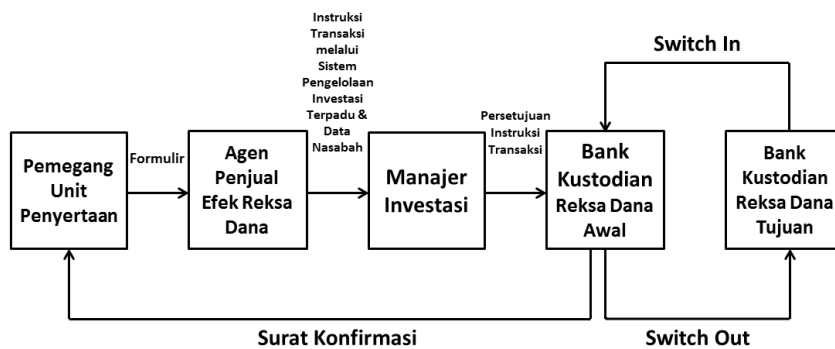 Pemegang
Unit
Penyertaan
Formulir
Agen
Penjual
Efek Reksa
Dana
Instruksi
Transaksi
melalui
Sistem
Pengelolaan
Investasi
Terpadu &
Data
Nasabah
Manajer
Investasi
Persetujuan
Instruksi
Transaksi
Bank
Kustodian
Reksa Dana
Awal
Switch In
Bank
Kustodian
Reksa Dana
Tujuan
Surat Konfirmasi
Switch Out